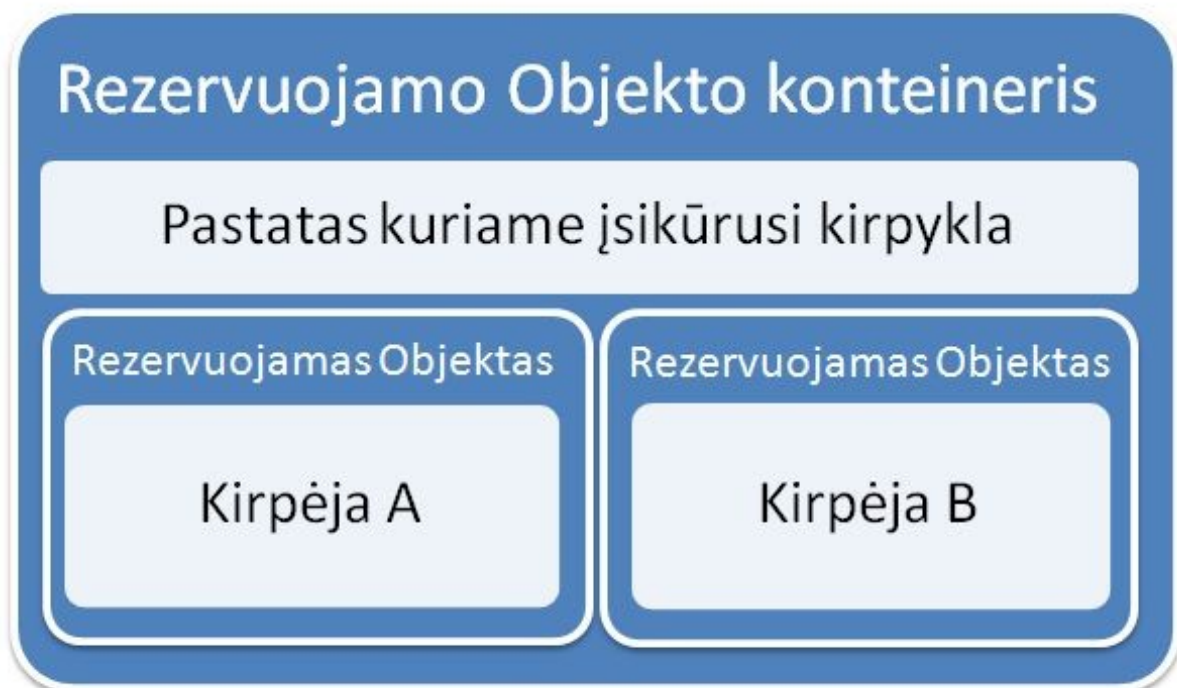 Rezervuojamo Objekto konteineris
Pastatas kuriame įsikūrusi kirpykla
Rezervuojamas Objektas
Kirpėja A
Rezervuojamas Objektas
Kirpėja B